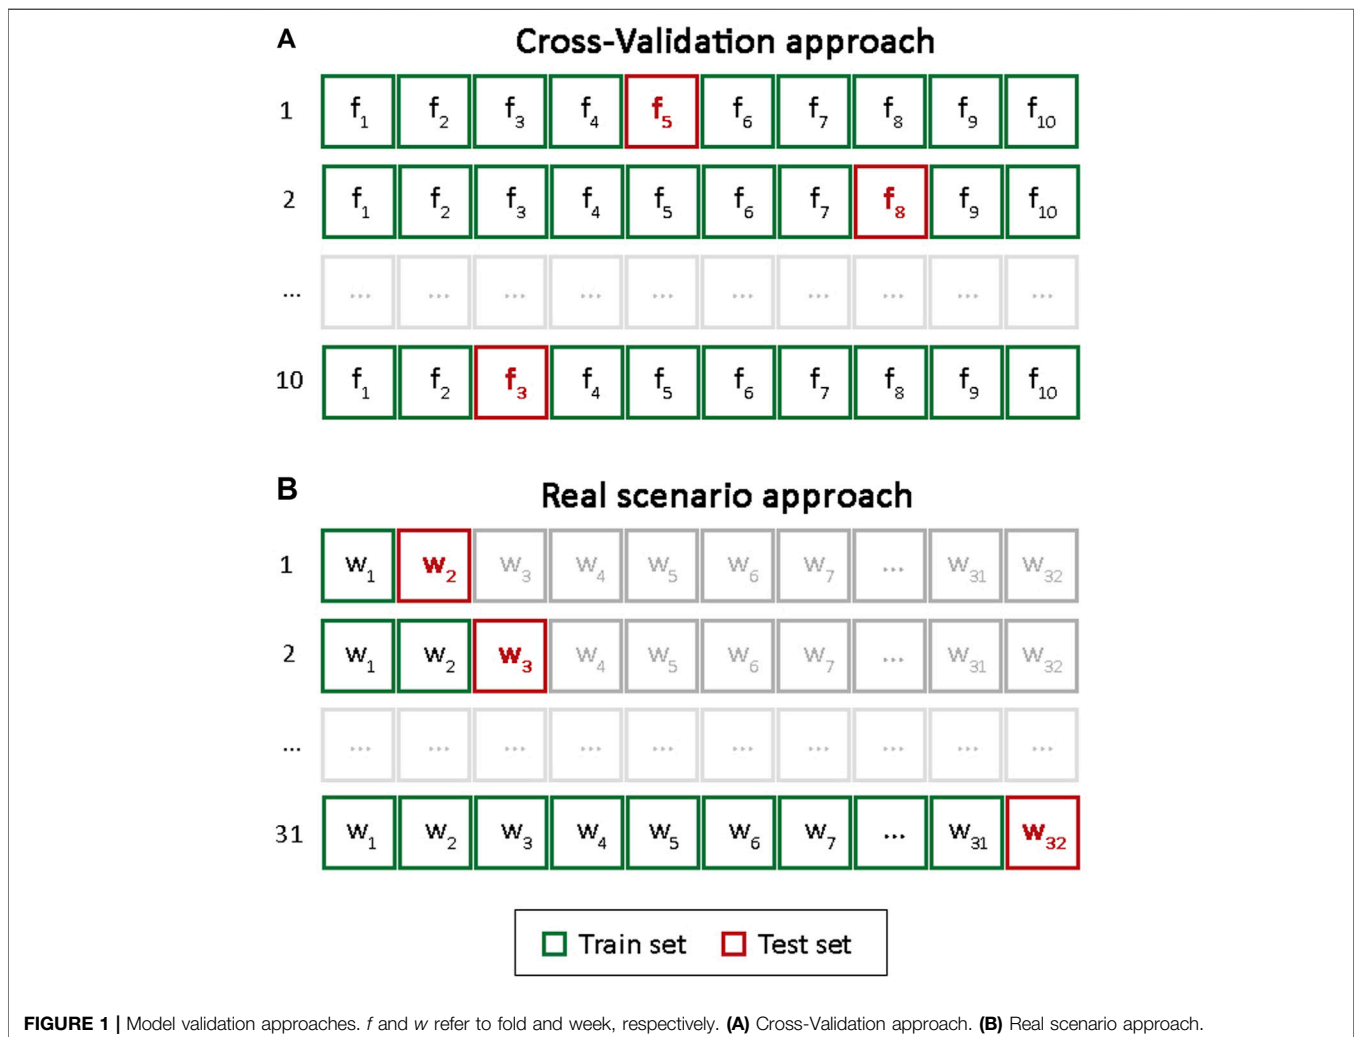 A
Cross-Validation approach
1 f1 f2 f3 f4 f5 f6 f7 f8 f9 f10
2 f1 f2 f3 f4 f5 f6 f7 f8 f9 f10
... ... ... ... ... ... ... ... ... ... ...
10 f1 f2 f3 f4 f5 f6 f7 f8 f9 f10
B
Real scenario approach
1 w1 w2 w3 w4 w5 w6 w7 ... w31 w32
2 w1 w2 w3 w4 w5 w6 w7 ... w31 w32
... ... ... ... ... ... ... ... ... ... ...
31 w1 w2 w3 w4 w5 w6 w7 ... w31 w32
Train set Test set
FIGURE 1 | Model validation approaches. f and w refer to fold and week, respectively. (A) Cross-Validation approach. (B) Real scenario approach.